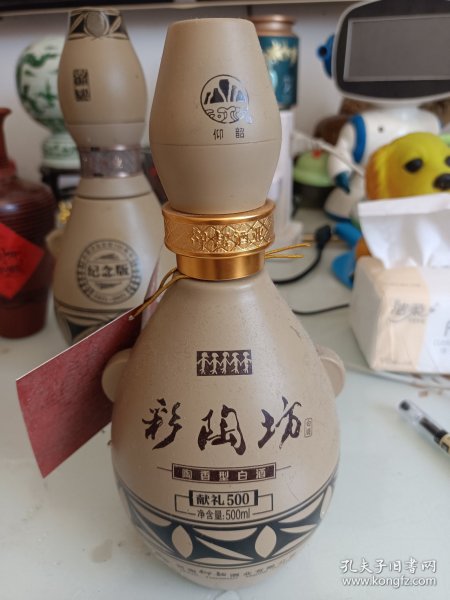 仰韶
彩陶坊
陶香型白酒
献礼500
净含量:500ml
纪念版
孔夫子旧书网
www.kongfz.com